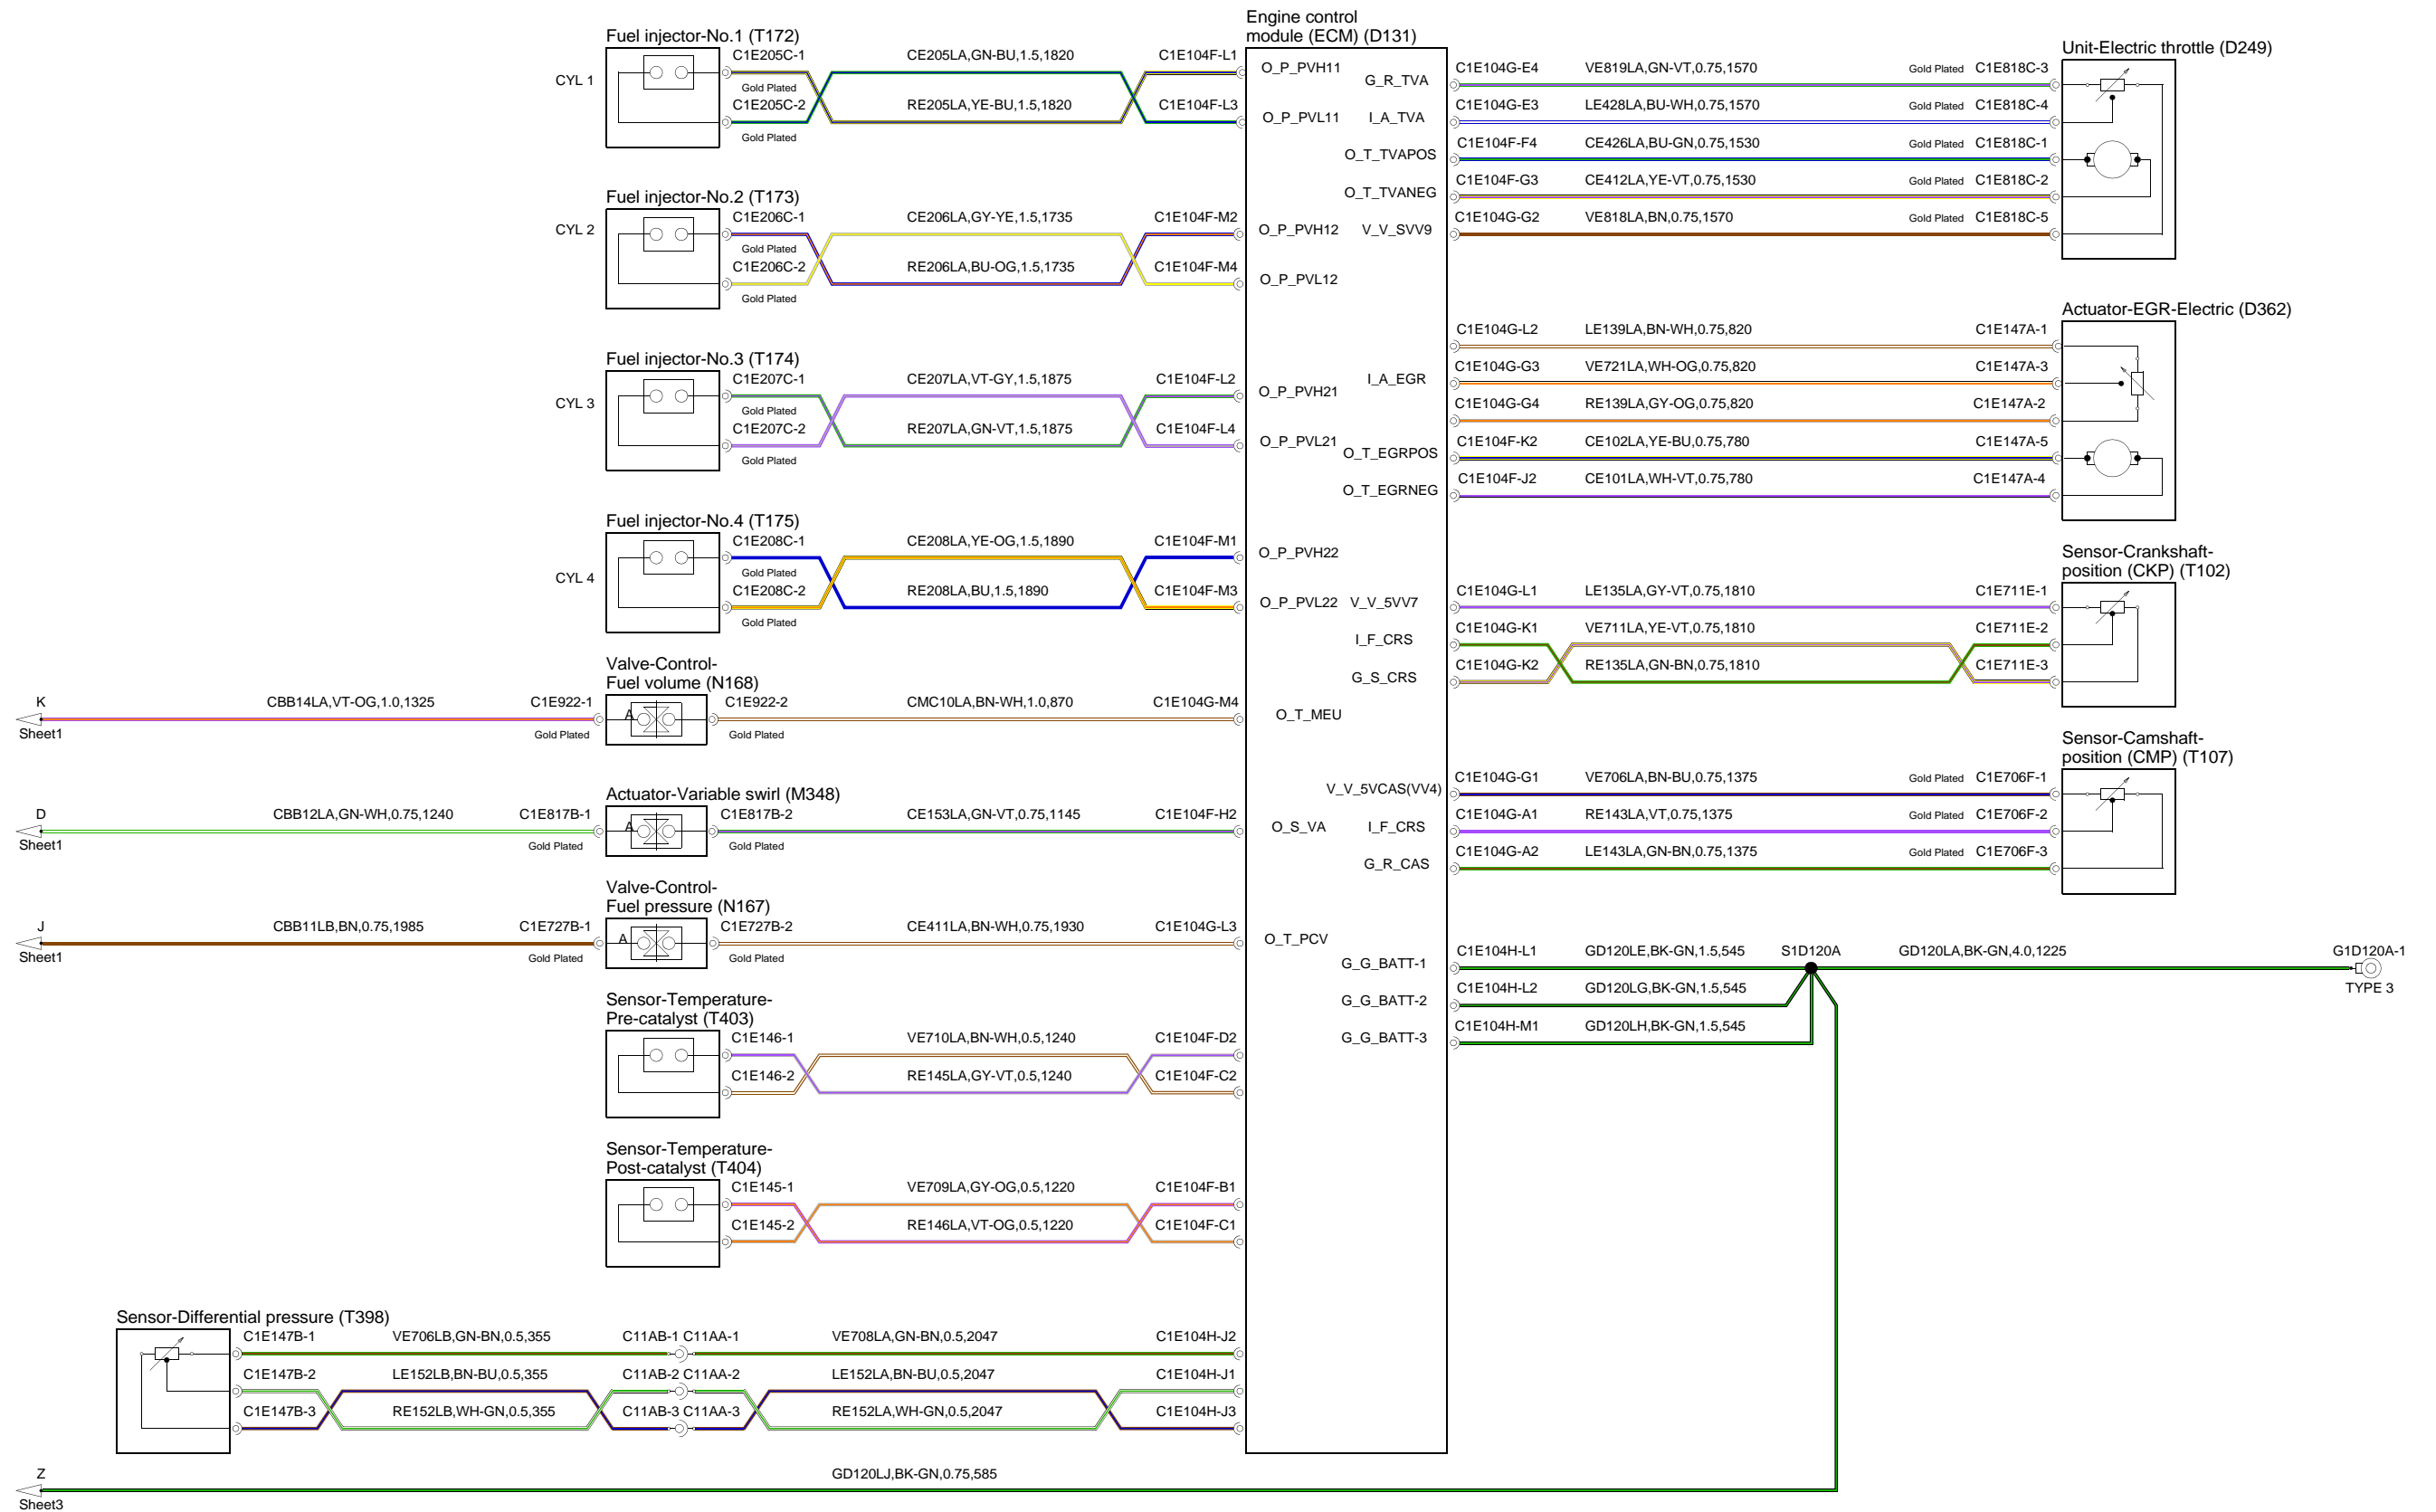 Engine control
module (ECM) (D131)
Fuel injector-No.1 (T172)
CYL 1
C1E205C-1
Gold Plated
C1E205C-2
Gold Plated
CE205LA,GN-BU,1.5,1820
RE205LA,YE-BU,1.5,1820
C1E104F-L1
C1E104F-L3
O_P_PVH11
O_P_PVL11
Fuel injector-No.2 (T173)
CYL 2
C1E206C-1
Gold Plated
C1E206C-2
Gold Plated
CE206LA,GY-YE,1.5,1735
RE206LA,BU-OG,1.5,1735
C1E104F-M2
C1E104F-M4
O_P_PVH12
O_P_PVL12
Fuel injector-No.3 (T174)
CYL 3
C1E207C-1
Gold Plated
C1E207C-2
Gold Plated
CE207LA,VT-GY,1.5,1875
RE207LA,GN-VT,1.5,1875
C1E104F-L2
C1E104F-L4
O_P_PVH21
O_P_PVL21
Fuel injector-No.4 (T175)
CYL 4
C1E208C-1
Gold Plated
C1E208C-2
Gold Plated
CE208LA,YE-OG,1.5,1890
RE208LA,BU,1.5,1890
C1E104F-M1
C1E104F-M3
O_P_PVH22
O_P_PVL22
Valve-Control-
Fuel volume (N168)
K
Sheet1
CBB14LA,VT-OG,1.0,1325
C1E922-1
Gold Plated
A
C1E922-2
Gold Plated
CMC10LA,BN-WH,1.0,870
C1E104G-M4
O_T_MEU
Actuator-Variable swirl (M348)
D
Sheet1
CBB12LA,GN-WH,0.75,1240
C1E817B-1
Gold Plated
A
C1E817B-2
Gold Plated
CE153LA,GN-VT,0.75,1145
C1E104F-H2
O_S_VA
Valve-Control-
Fuel pressure (N167)
J
Sheet1
CBB11LB,BN,0.75,1985
C1E727B-1
Gold Plated
A
C1E727B-2
Gold Plated
CE411LA,BN-WH,0.75,1930
C1E104G-L3
O_T_PCV
Sensor-Temperature-
Pre-catalyst (T403)
C1E146-1
C1E146-2
VE710LA,BN-WH,0.5,1240
RE145LA,GY-VT,0.5,1240
C1E104F-D2
C1E104F-C2
Sensor-Temperature-
Post-catalyst (T404)
C1E145-1
C1E145-2
VE709LA,GY-OG,0.5,1220
RE146LA,VT-OG,0.5,1220
C1E104F-B1
C1E104F-C1
Sensor-Differential pressure (T398)
C1E147B-1
VE706LB,GN-BN,0.5,355
C11AB-1 C11AA-1
VE708LA,GN-BN,0.5,2047
C1E104H-J2
C1E147B-2
LE152LB,BN-BU,0.5,355
C11AB-2 C11AA-2
LE152LA,BN-BU,0.5,2047
C1E104H-J1
C1E147B-3
RE152LB,WH-GN,0.5,355
C11AB-3 C11AA-3
RE152LA,WH-GN,0.5,2047
C1E104H-J3
Z
Sheet3
GD120LJ,BK-GN,0.75,585
Unit-Electric throttle (D249)
G_R_TVA
C1E104G-E4
VE819LA,GN-VT,0.75,1570
Gold Plated C1E818C-3
I_A_TVA
C1E104G-E3
LE428LA,BU-WH,0.75,1570
Gold Plated C1E818C-4
O_T_TVAPOS
C1E104F-F4
CE426LA,BU-GN,0.75,1530
Gold Plated C1E818C-1
O_T_TVANEG
C1E104F-G3
CE412LA,YE-VT,0.75,1530
Gold Plated C1E818C-2
V_V_SVV9
C1E104G-G2
VE818LA,BN,0.75,1570
Gold Plated C1E818C-5
Actuator-EGR-Electric (D362)
C1E104G-L2
LE139LA,BN-WH,0.75,820
C1E147A-1
I_A_EGR
C1E104G-G3
VE721LA,WH-OG,0.75,820
C1E147A-3
C1E104G-G4
RE139LA,GY-OG,0.75,820
C1E147A-2
O_T_EGRPOS
C1E104F-K2
CE102LA,YE-BU,0.75,780
C1E147A-5
O_T_EGRNEG
C1E104F-J2
CE101LA,WH-VT,0.75,780
C1E147A-4
Sensor-Crankshaft-
position (CKP) (T102)
V_V_5VV7
C1E104G-L1
LE135LA,GY-VT,0.75,1810
C1E711E-1
I_F_CRS
C1E104G-K1
VE711LA,YE-VT,0.75,1810
C1E711E-2
G_S_CRS
C1E104G-K2
RE135LA,GN-BN,0.75,1810
C1E711E-3
Sensor-Camshaft-
position (CMP) (T107)
V_V_5VCAS(VV4)
C1E104G-G1
VE706LA,BN-BU,0.75,1375
Gold Plated C1E706F-1
I_F_CRS
C1E104G-A1
RE143LA,VT,0.75,1375
Gold Plated C1E706F-2
G_R_CAS
C1E104G-A2
LE143LA,GN-BN,0.75,1375
Gold Plated C1E706F-3
G_G_BATT-1
C1E104H-L1
GD120LE,BK-GN,1.5,545
S1D120A
GD120LA,BK-GN,4.0,1225
G1D120A-1
TYPE 3
G_G_BATT-2
C1E104H-L2
GD120LG,BK-GN,1.5,545
G_G_BATT-3
C1E104H-M1
GD120LH,BK-GN,1.5,545